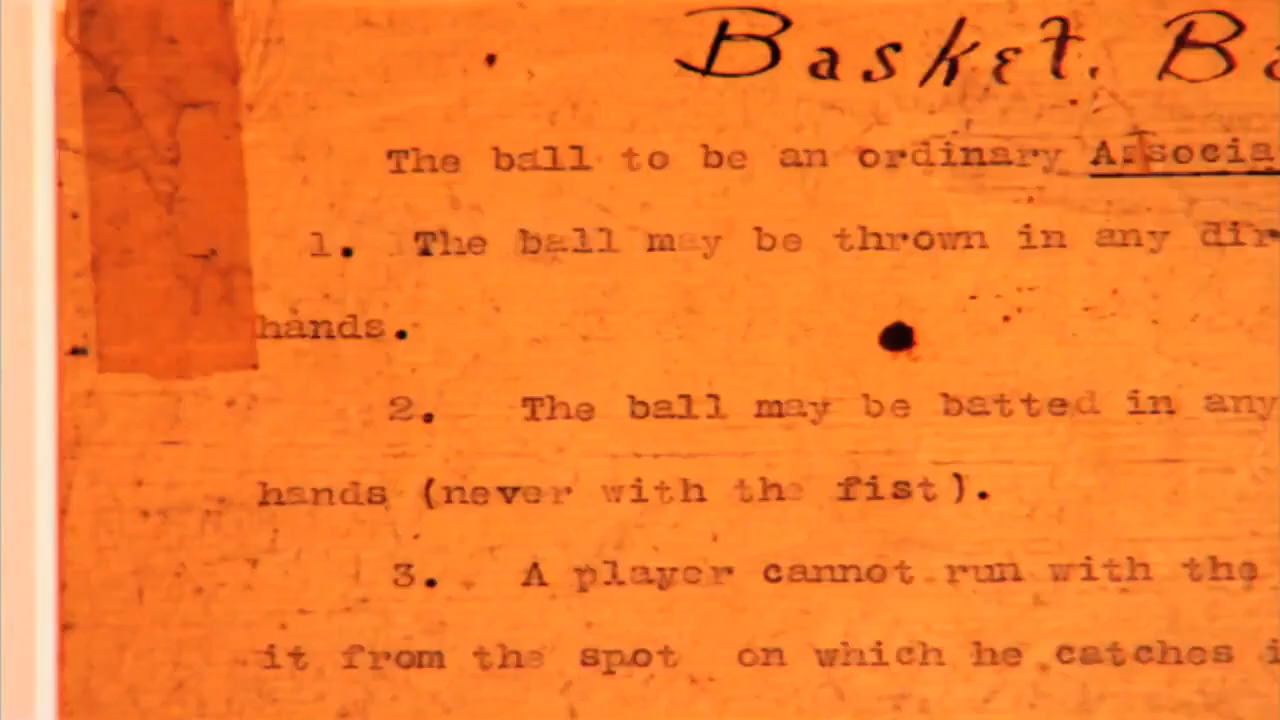 Basket. Ba
The ball to be an ordinary Associa
1. The ball may be thrown in any dir
hands.
2. The ball may be batted in any
hands (never with the fist).
3. A player cannot run with the
it from the spot on which he catches i